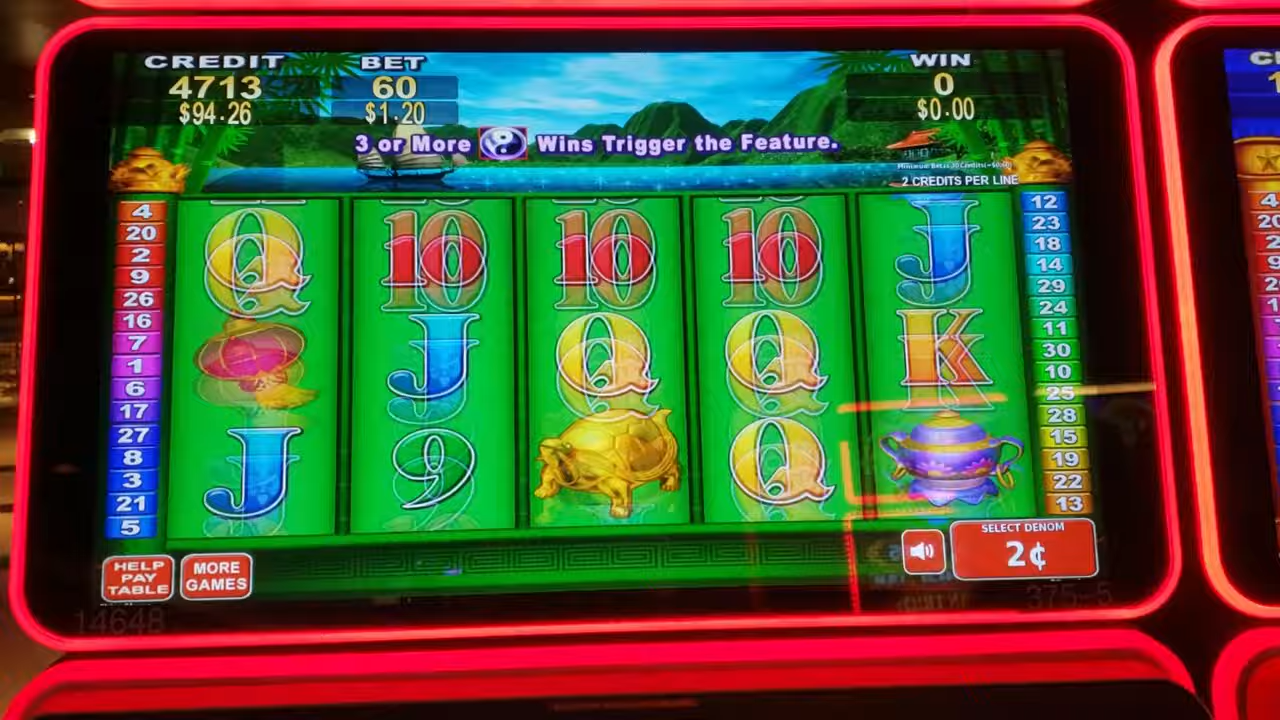 CREDIT BET WIN
4713 60 0
$94.26 $1.20 $0.00
3 or More Wins Trigger the Feature.
2 CREDITS PER LINE
4
20
2
9
26
16
7
1
6
17
27
8
3
21
5
Q 10 10 10 J
J Q Q K
J 9 Q
12
23
18
14
29
24
11
30
10
25
28
15
19
22
13
HELP
PAY
TABLE
MORE
GAMES
SELECT DENOM
2¢
14648
375-5